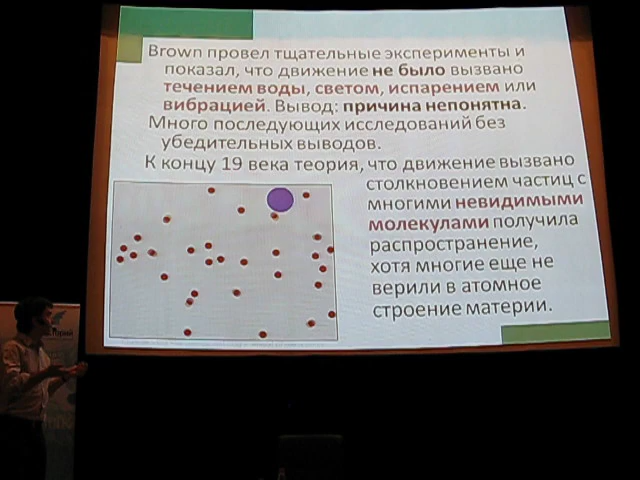 Brown провел тщательные эксперименты и
показал, что движение не было вызвано
течением воды, светом, испарением или
вибрацией. Вывод: причина непонятна.
Много последующих исследований без
убедительных выводов.
К концу 19 века теория, что движение вызвано
столкновением частиц с
многими невидимыми
молекулами получила
распространение,
хотя многие еще не
верили в атомное
строение материи.